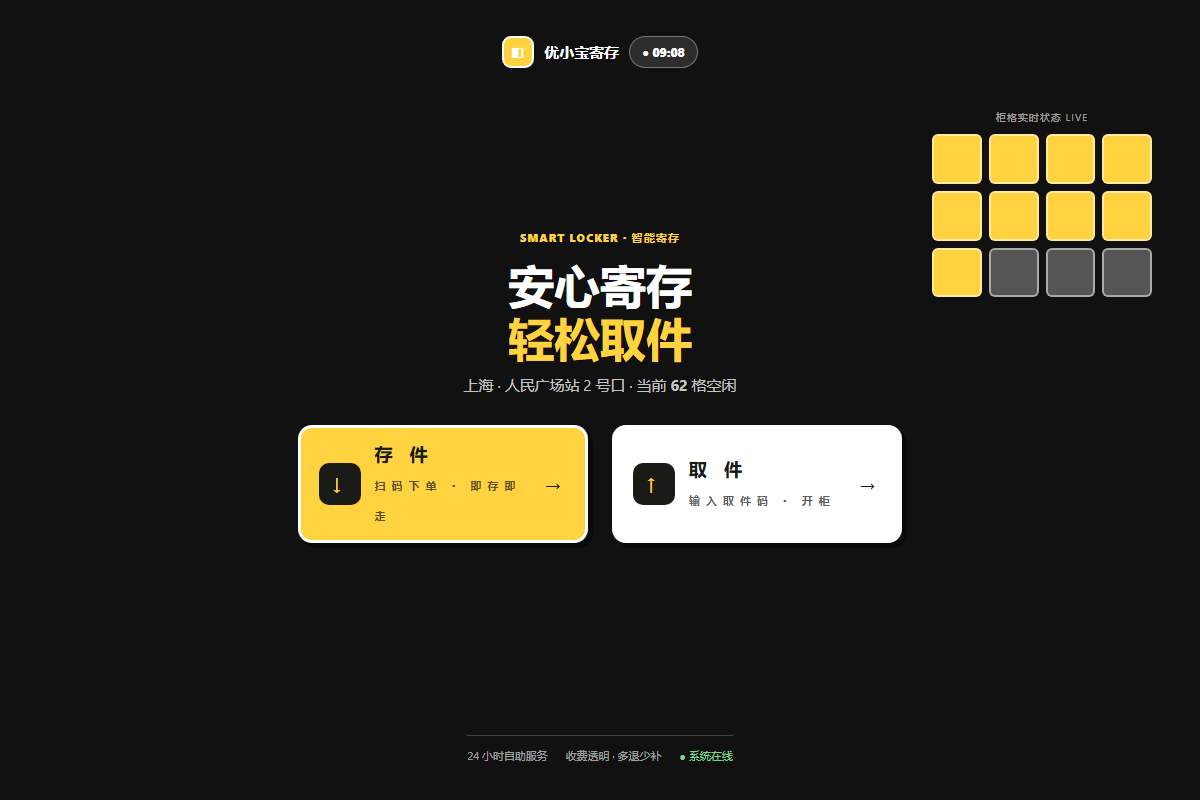 优小宝寄存
● 09:08
柜格实时状态 LIVE
SMART LOCKER · 智能寄存
安心寄存
轻松取件
上海 · 人民广场站 2 号口 · 当前 62 格空闲
↓
存 件
扫码下单 · 即存即
走
→
↑
取 件
输入取件码 · 开柜
→
24 小时自助服务
收费透明 · 多退少补
● 系统在线